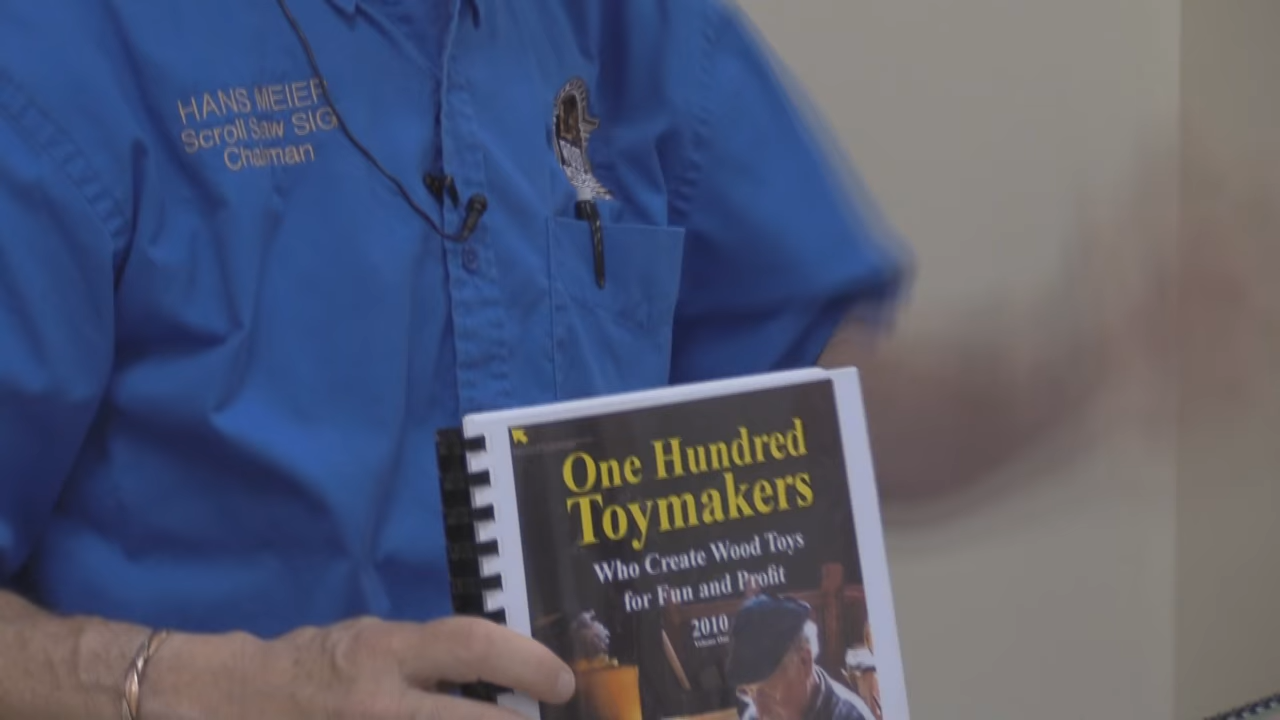 HANS MEIER
Scroll Saw SIG
Chairman
One Hundred
Toymakers
Who Create Wood Toys
for Fun and Profit
2010